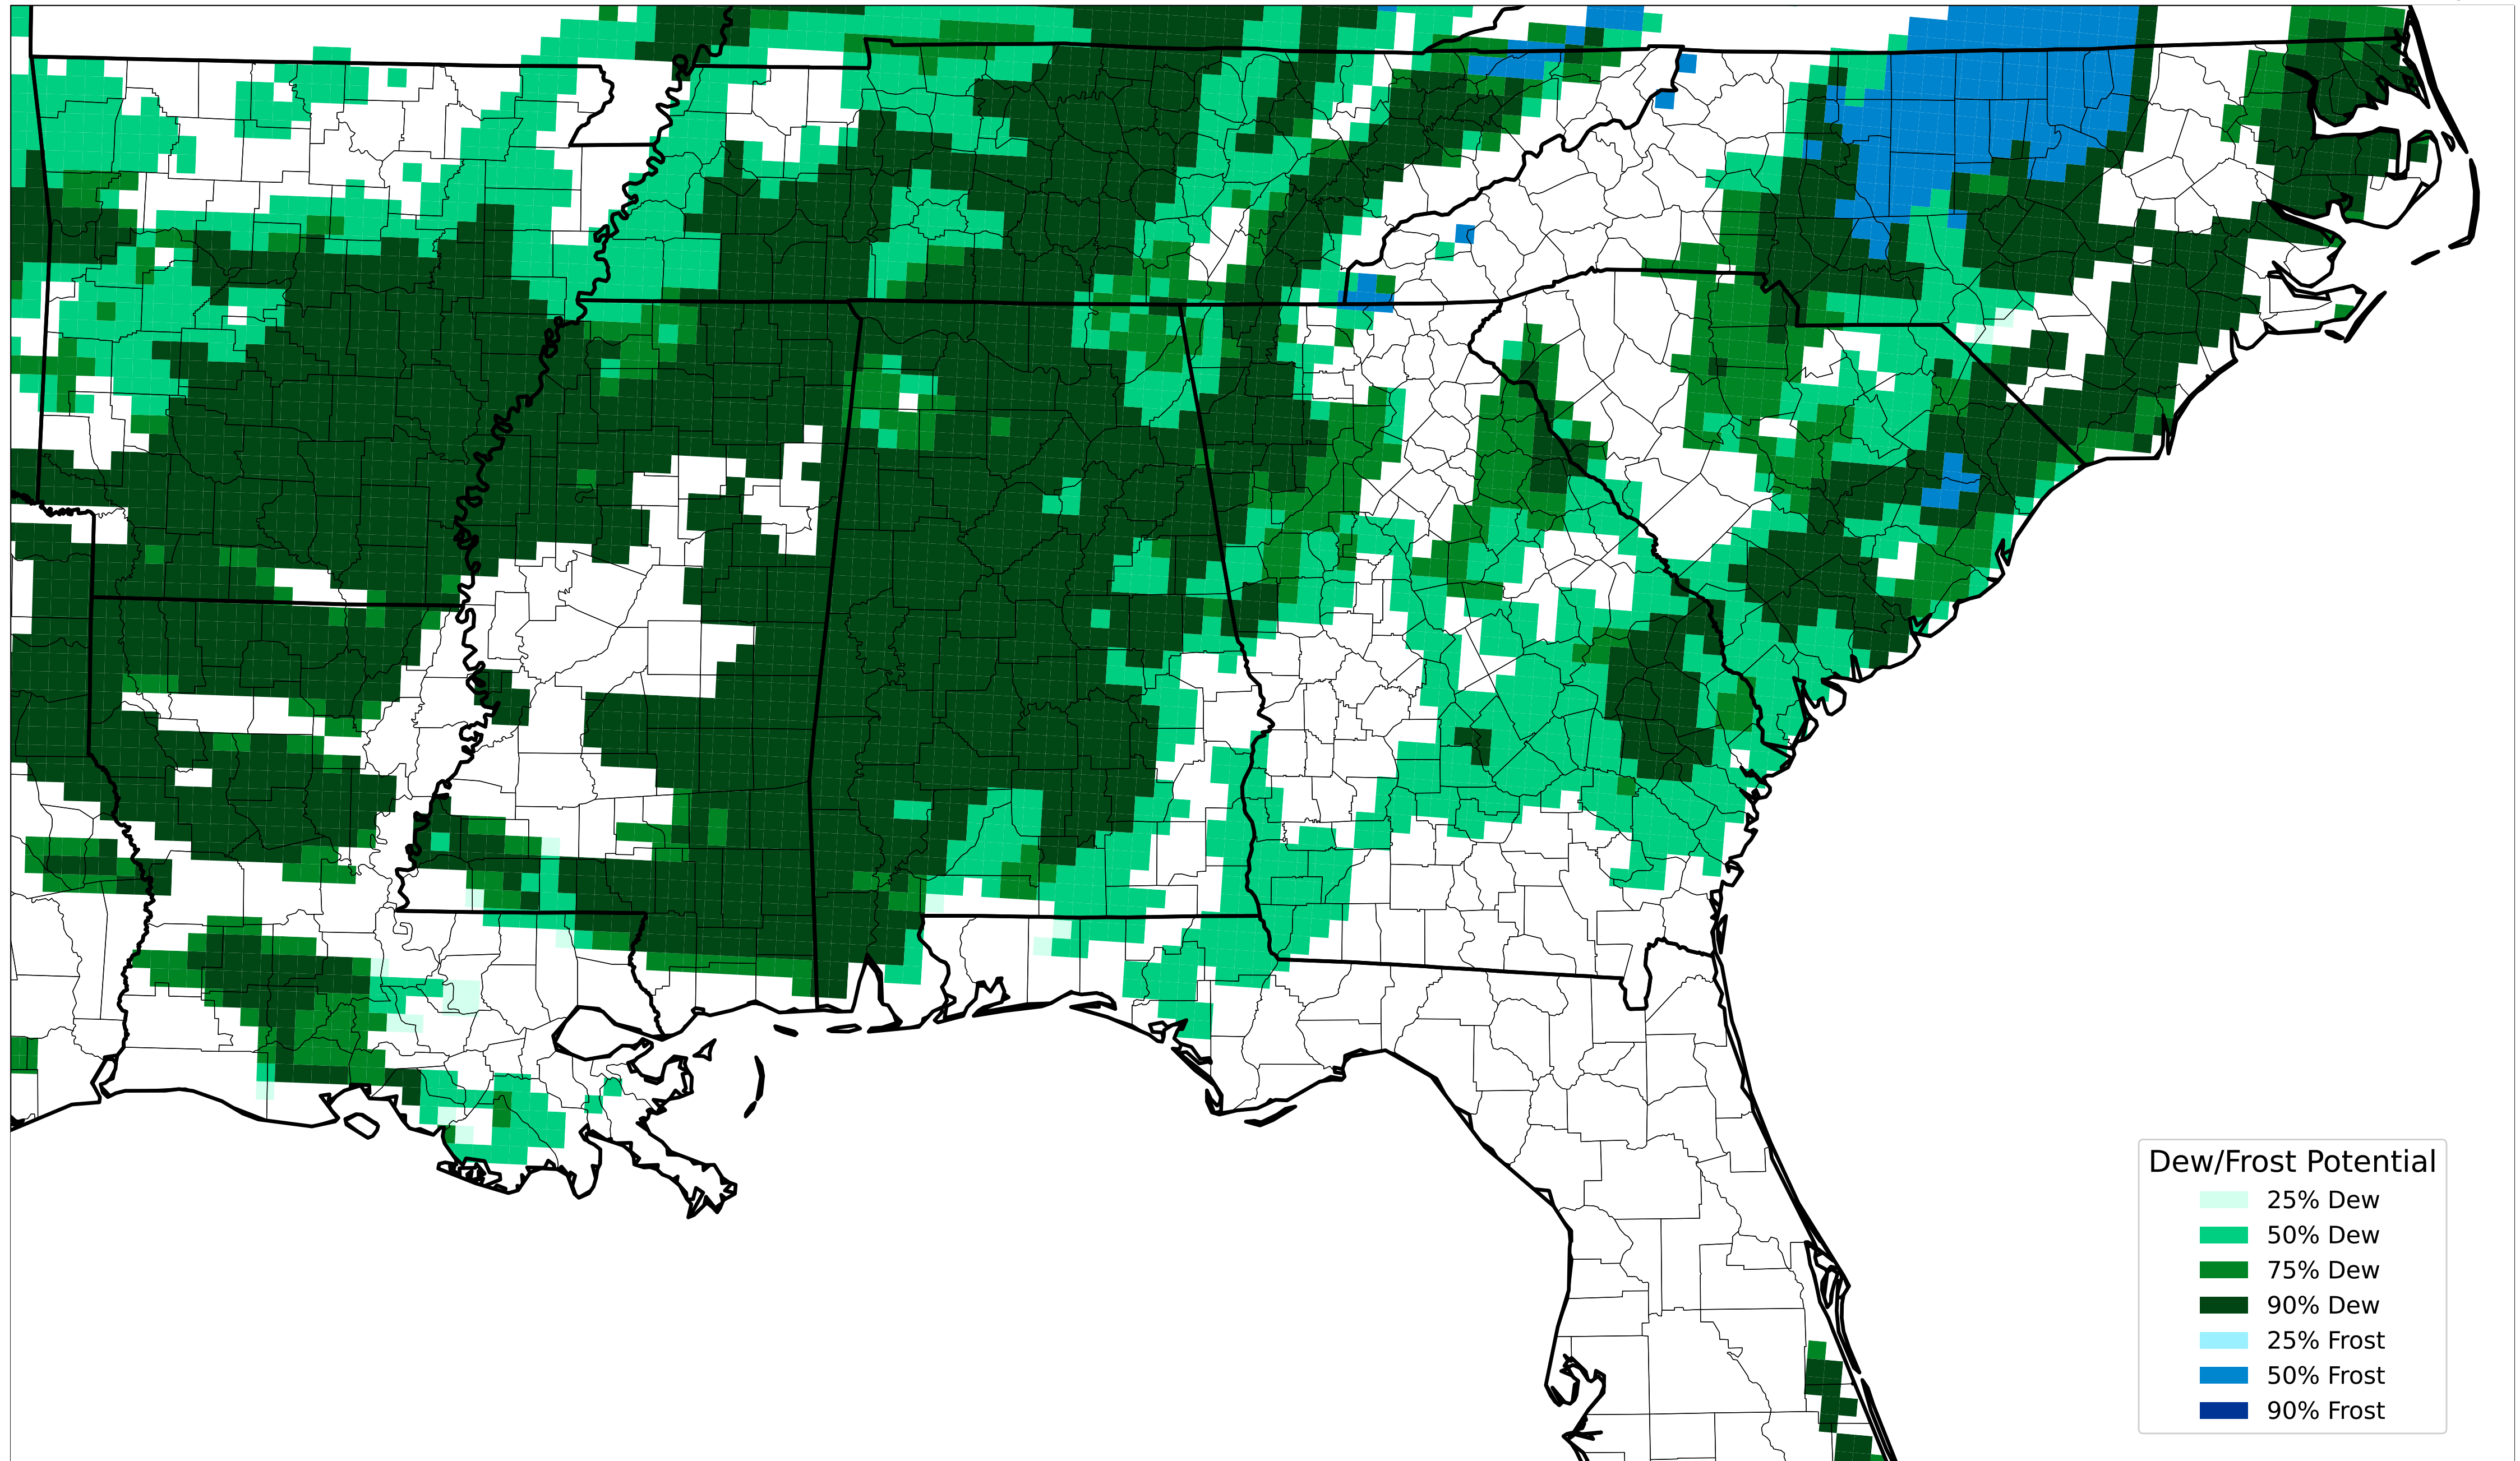 Dew/Frost Potential
25% Dew
50% Dew
75% Dew
90% Dew
25% Frost
50% Frost
90% Frost